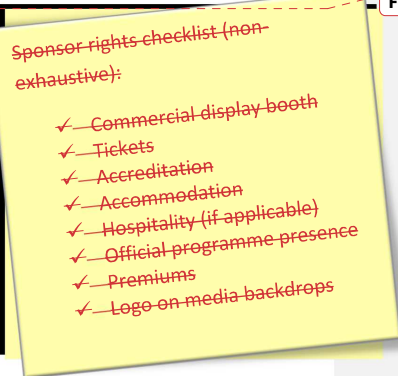 F
Sponsor rights checklist (non-
exhaustive):
✓ Commercial display booth
✓ Tickets
✓ Accreditation
✓ Accommodation
✓ Hospitality (if applicable)
✓ Official programme presence
✓ Premiums
✓ Logo on media backdrops